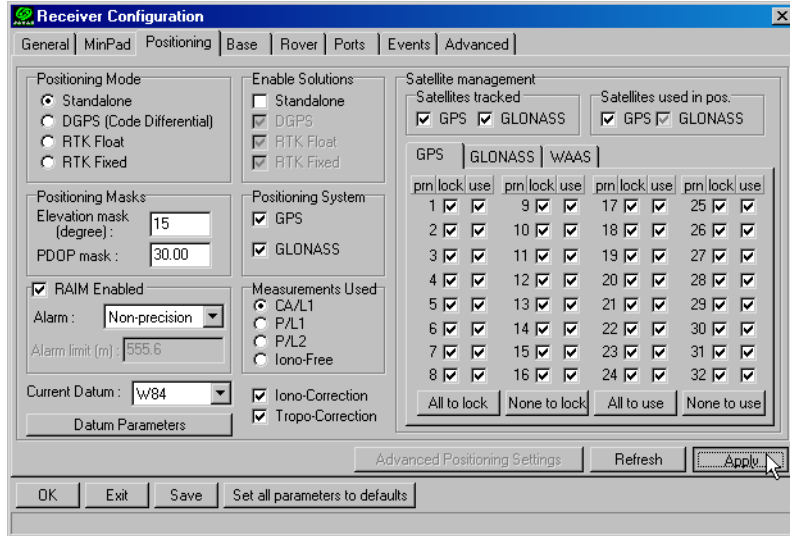 JAVAD Receiver Configuration
General MinPad Positioning Base Rover Ports Events Advanced
Positioning Mode
Standalone
DGPS (Code Differential)
RTK Float
RTK Fixed
Enable Solutions
Standalone
DGPS
RTK Float
RTK Fixed
Positioning Masks
Elevation mask (degree) : 15
PDOP mask : 30.00
Positioning System
GPS
GLONASS
RAIM Enabled
Alarm : Non-precision
Alarm limit (m) : 555.6
Measurements Used
CA/L1
P/L1
P/L2
Iono-Free
Current Datum : W84
Datum Parameters
Iono-Correction
Tropo-Correction
Satellite management
Satellites tracked
GPS GLONASS
Satellites used in pos.
GPS GLONASS
GPS GLONASS WAAS
prn lock use prn lock use prn lock use prn lock use
1 9 17 25
2 10 18 26
3 11 19 27
4 12 20 28
5 13 21 29
6 14 22 30
7 15 23 31
8 16 24 32
All to lock None to lock All to use None to use
Advanced Positioning Settings Refresh Apply
OK Exit Save Set all parameters to defaults